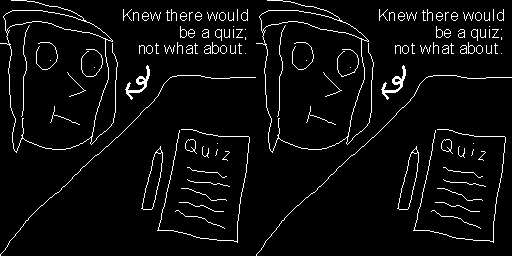 Knew there would
be a quiz;
not what about.
Quiz
Knew there would
be a quiz;
not what about.
Quiz